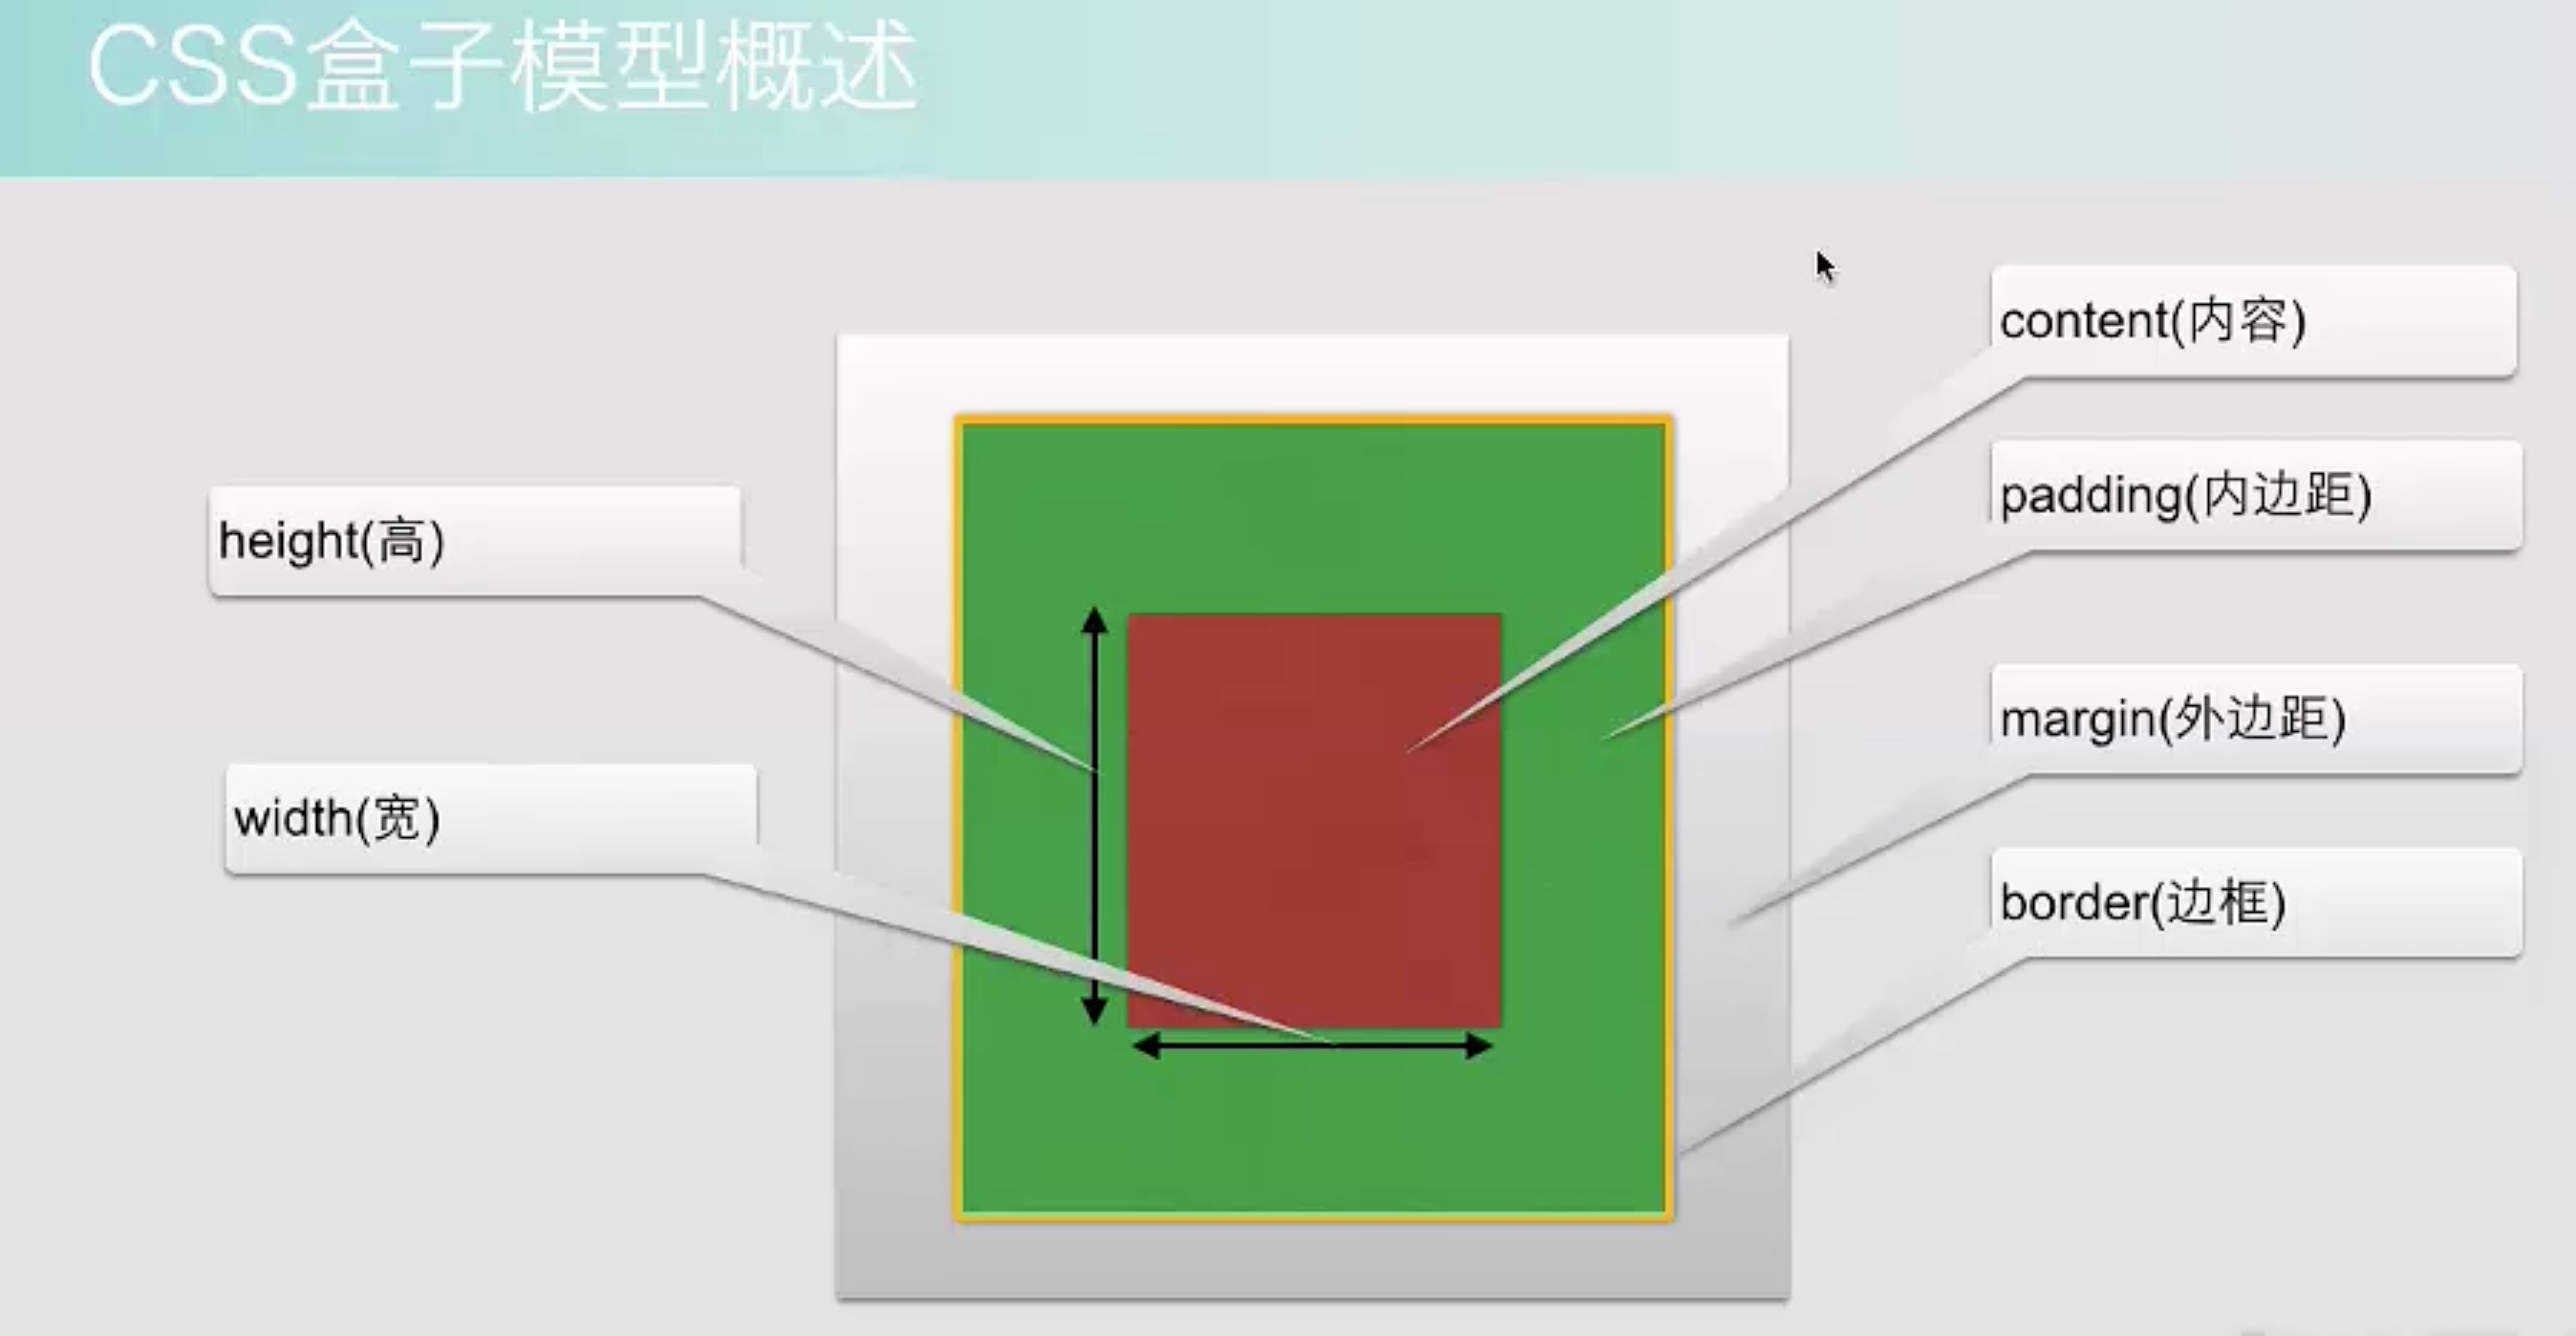 CSS盒子模型概述
content(内容)
padding(内边距)
height(高)
margin(外边距)
width(宽)
border(边框)